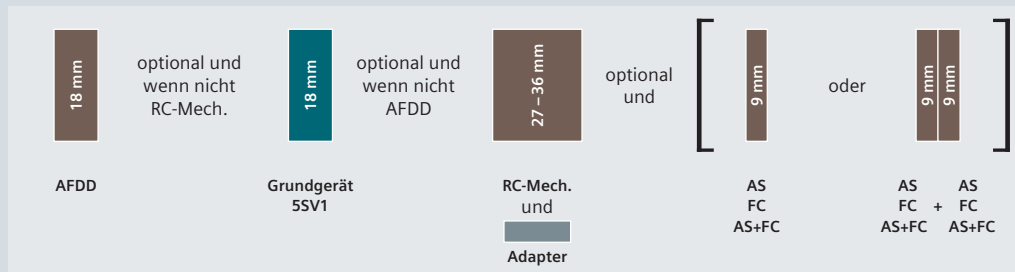 18 mm
optional und
wenn nicht
RC-Mech.
18 mm
optional und
wenn nicht
AFDD
27 – 36 mm
optional
und
9 mm
oder
9 mm
9 mm
AFDD
Grundgerät
5SV1
RC-Mech.
und
Adapter
AS
FC
AS+FC
AS AS
FC + FC
AS+FC AS+FC